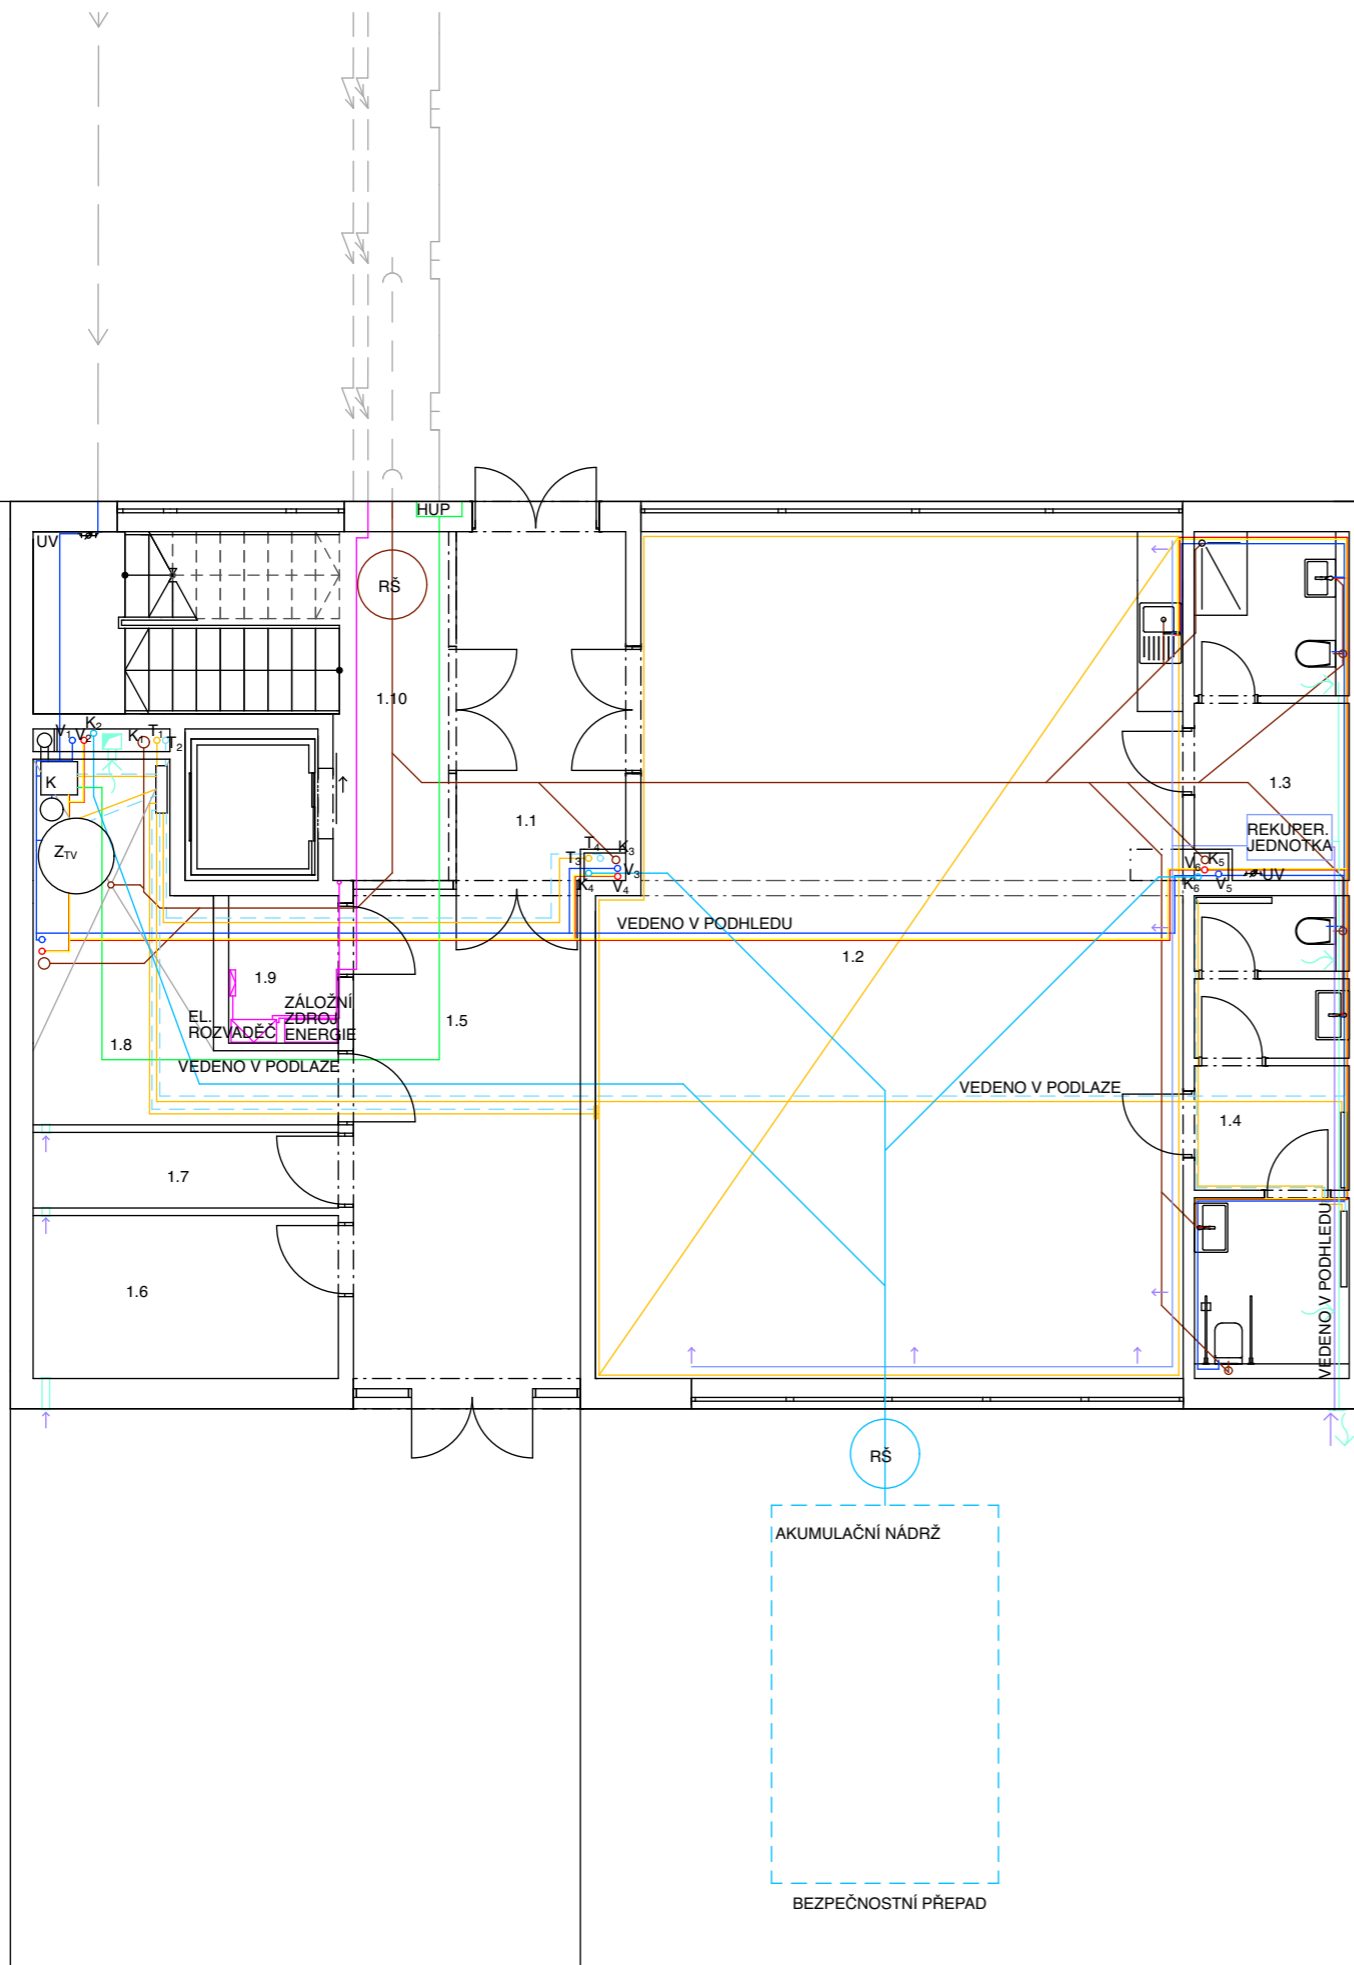 HUP
UV
RŠ
1.10
V1
V2
K2
K1
T1
T2
K
ZTV
1.1
T3
T4
K3
V3
K4
V4
1.3
REKUPER.
JEDNOTKA
V6
K5
UV
K6
V5
VEDENO V PODHLEDU
1.2
1.9
ZÁLOŽNÍ
ZDROJ
ENERGIE
EL.
ROZVADĚČ
1.5
1.8
VEDENO V PODLAZE
VEDENO V PODLAZE
1.4
1.7
1.6
VEDENO V PODHLEDU
RŠ
AKUMULAČNÍ NÁDRŽ
BEZPEČNOSTNÍ PŘEPAD